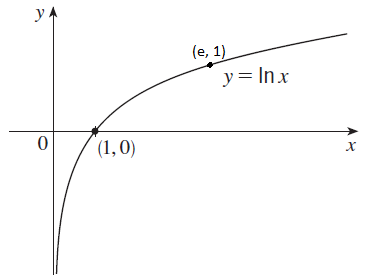 y
(e, 1)
y = ln x
0
(1, 0)
x